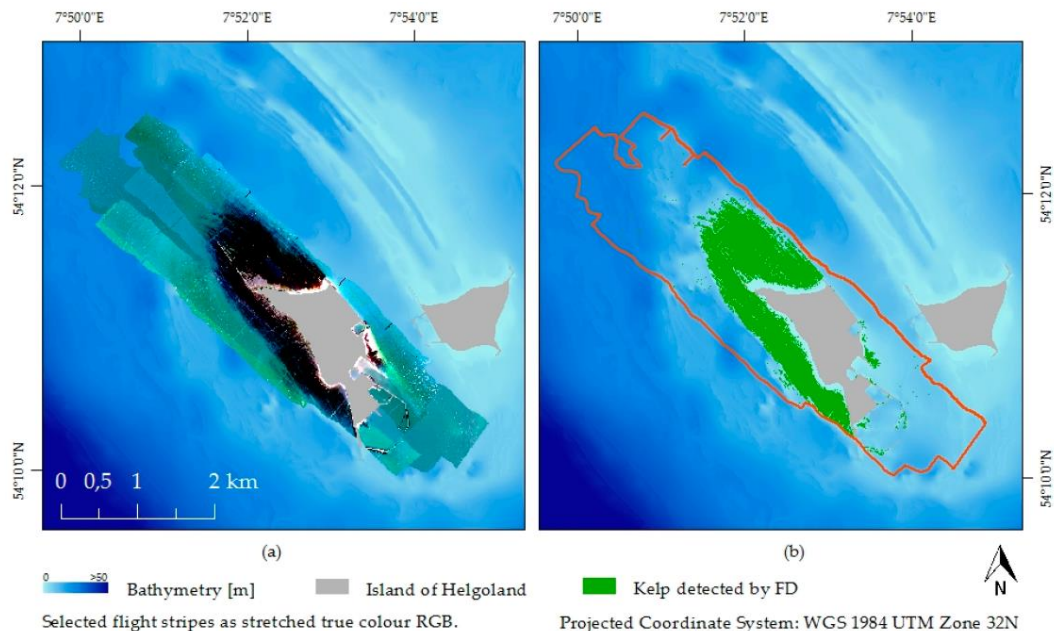 7°50'0"E 7°52'0"E 7°54'0"E 7°50'0"E 7°52'0"E 7°54'0"E
54°12'0"N 54°12'0"N
0 0,5 1 2 km
54°10'0"N 54°10'0"N
(a) (b)
0 >50
Bathymetry [m] Island of Helgoland Kelp detected by FD N
Selected flight stripes as stretched true colour RGB. Projected Coordinate System: WGS 1984 UTM Zone 32N